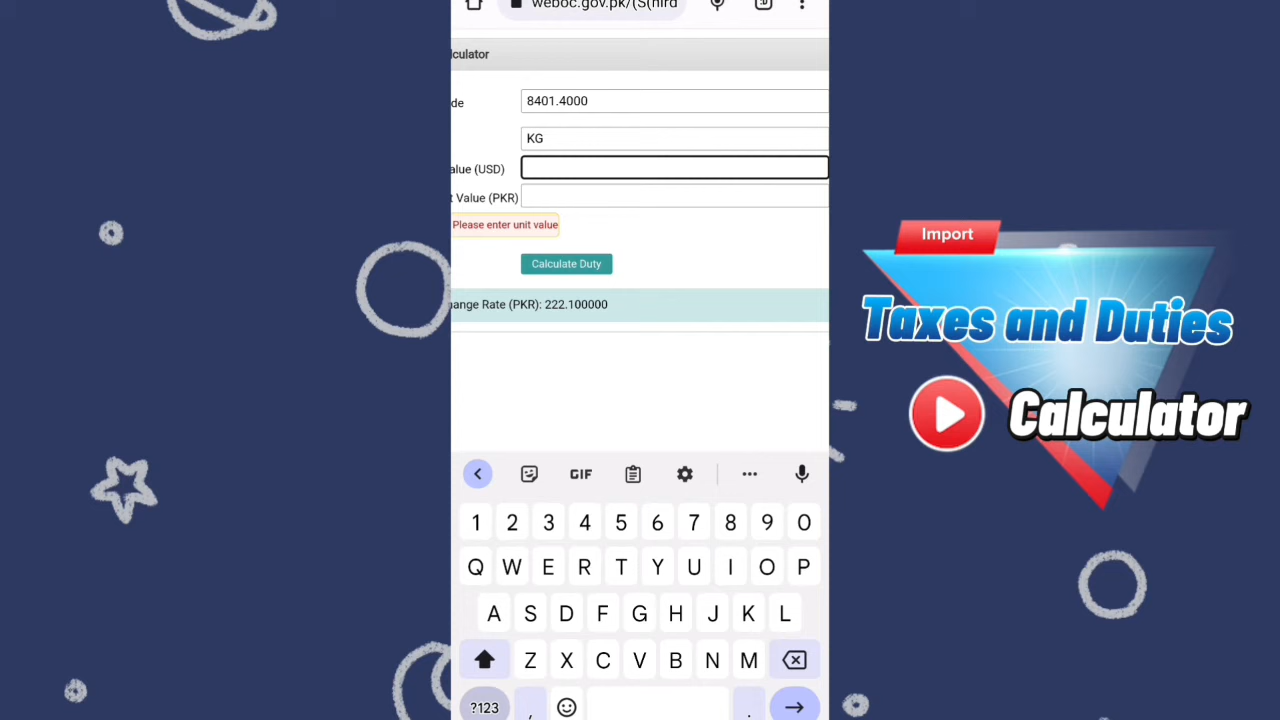 weboc.gov.pk/(S(nird
lculator
de
8401.4000
KG
alue (USD)
t Value (PKR)
Please enter unit value
Calculate Duty
ange Rate (PKR): 222.100000
Import
Taxes and Duties
Calculator
GIF
1 2 3 4 5 6 7 8 9 0
Q W E R T Y U I O P
A S D F G H J K L
Z X C V B N M
?123 , .